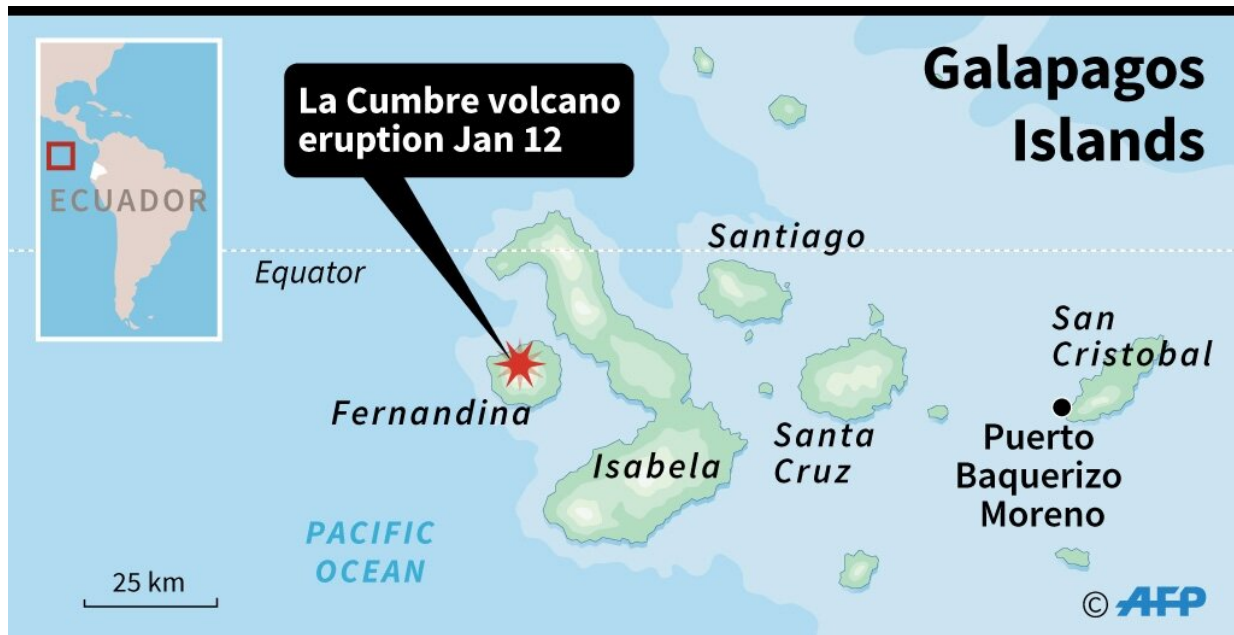 Galapagos
Islands
La Cumbre volcano
eruption Jan 12
ECUADOR
Equator
Santiago
San
Cristobal
Fernandina
Isabela
Santa
Cruz
Puerto
Baquerizo
Moreno
PACIFIC
OCEAN
25 km
© AFP